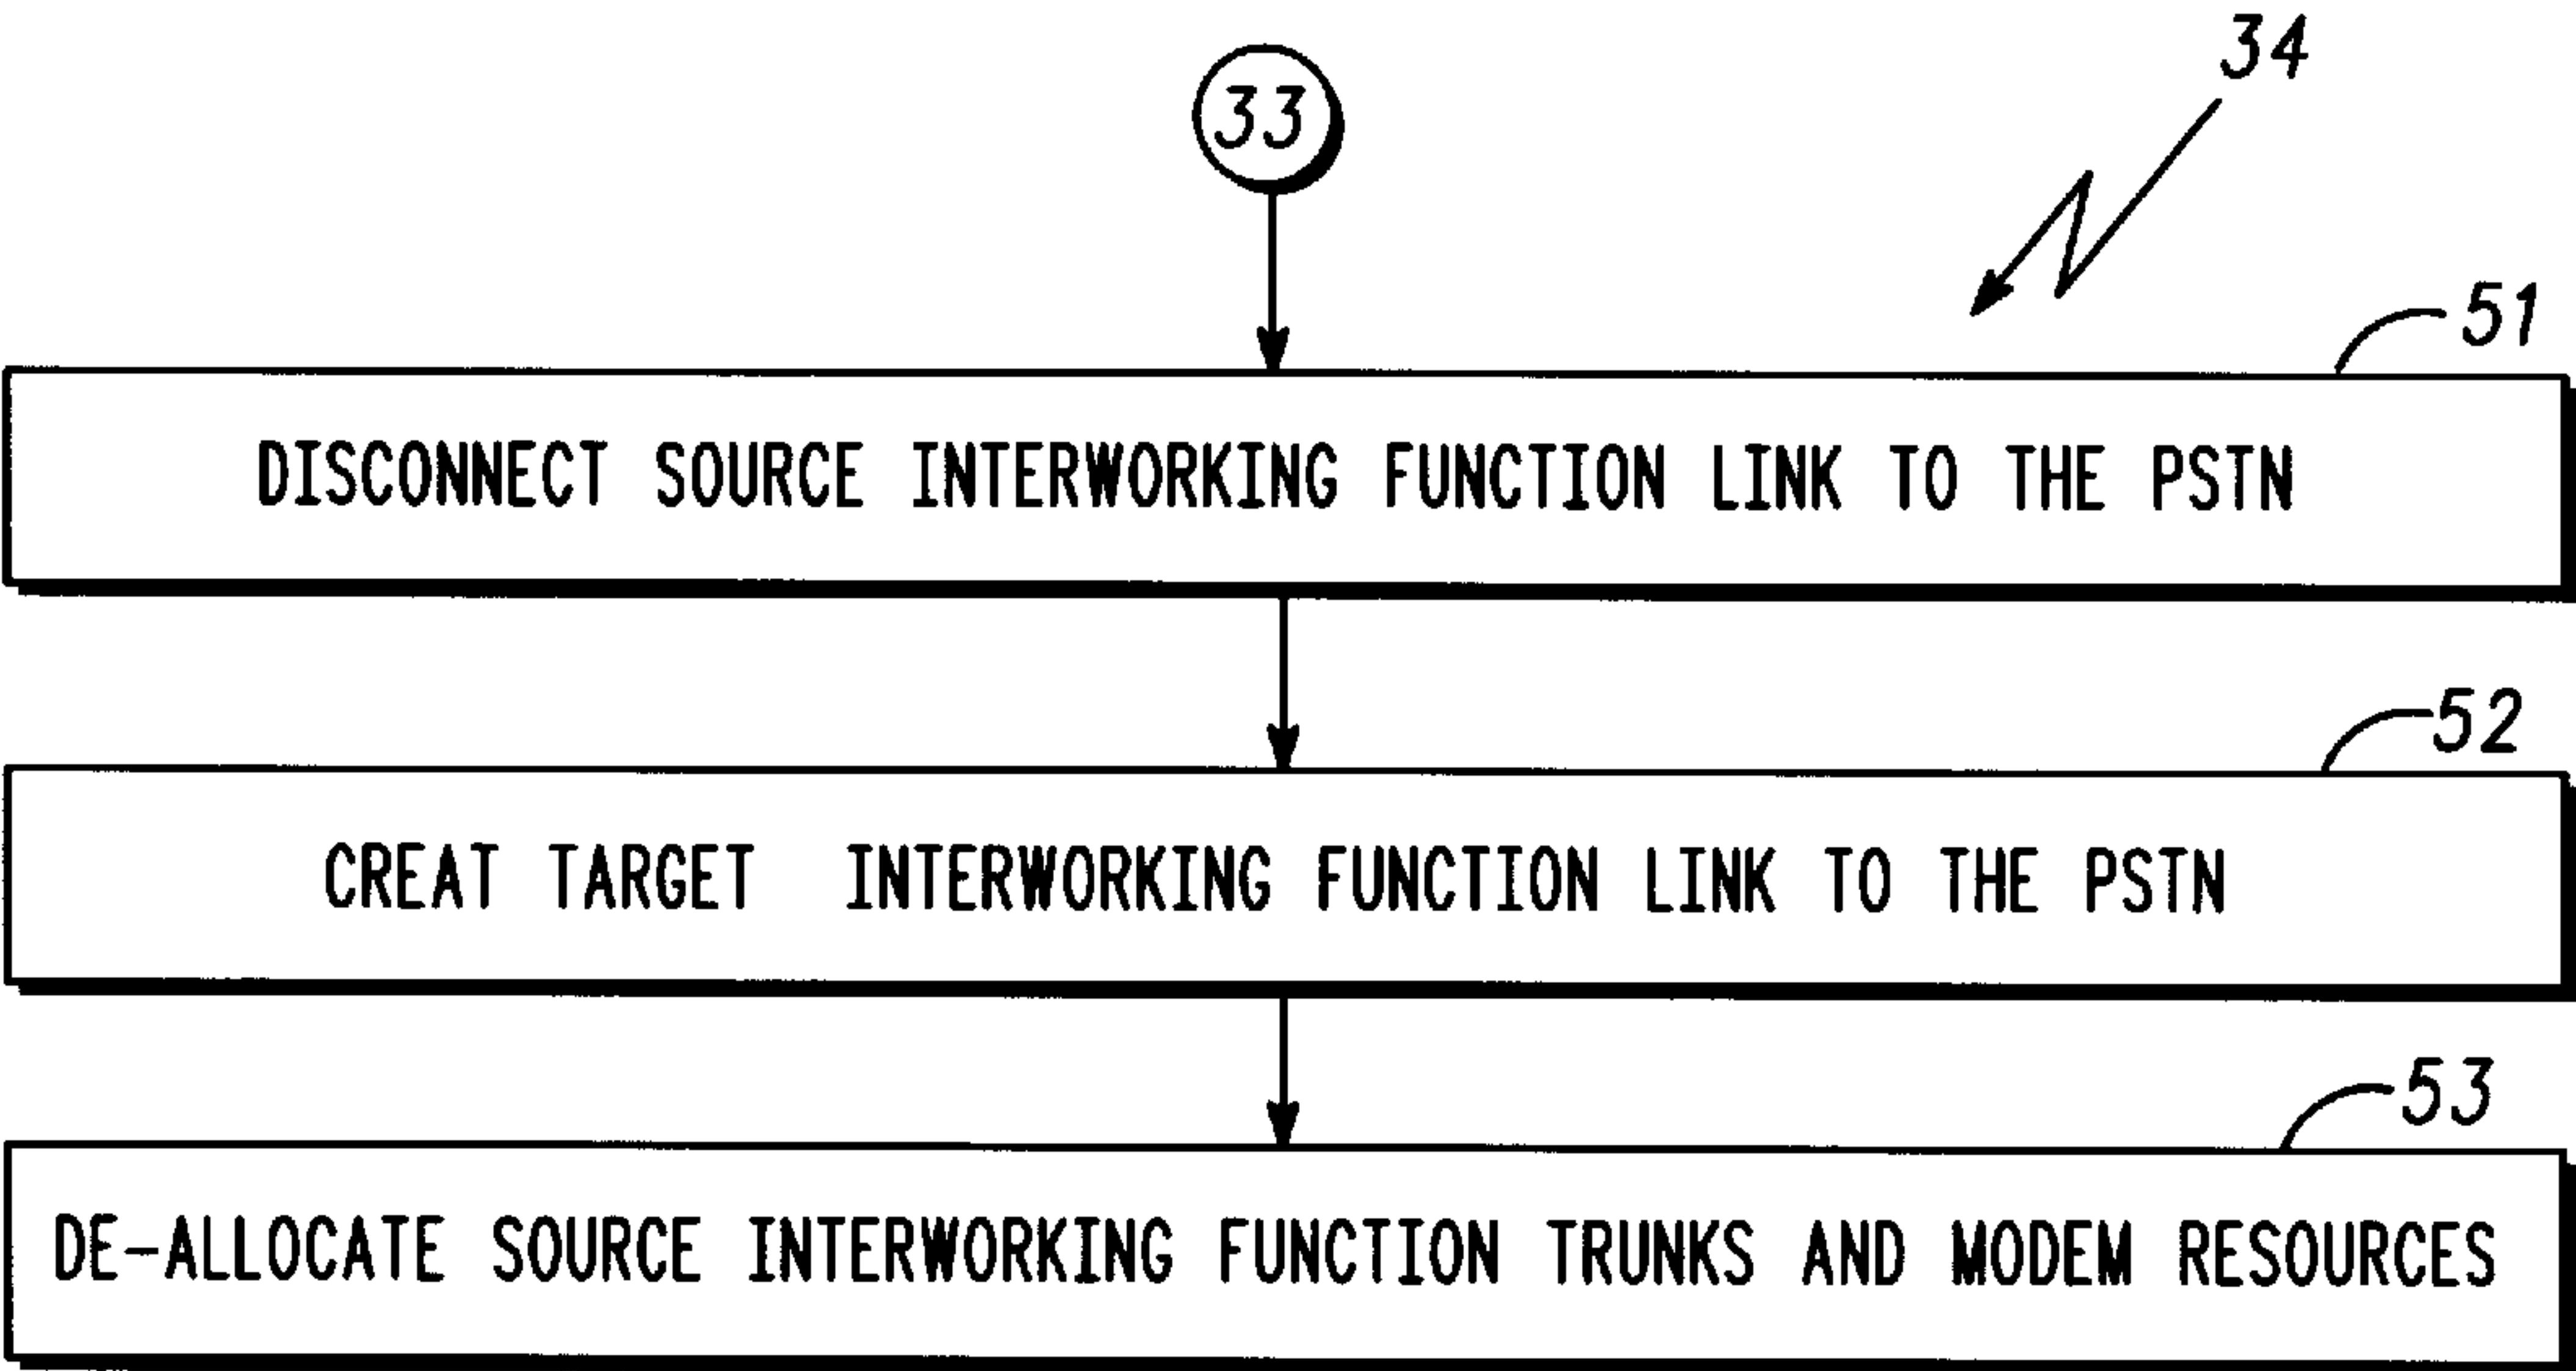 34
33
51
DISCONNECT SOURCE INTERWORKING FUNCTION LINK TO THE PSTN
52
CREAT TARGET INTERWORKING FUNCTION LINK TO THE PSTN
53
DE-ALLOCATE SOURCE INTERWORKING FUNCTION TRUNKS AND MODEM RESOURCES